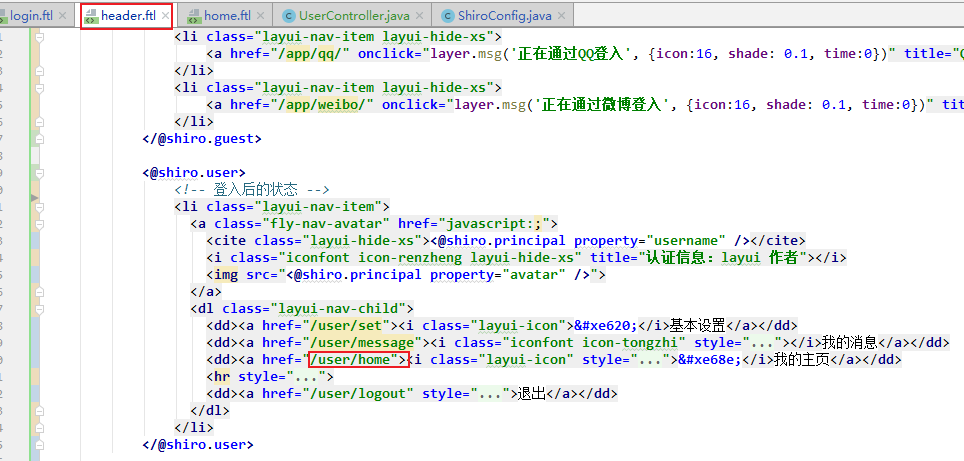 login.ftl header.ftl home.ftl UserController.java ShiroConfig.java
<li class="layui-nav-item layui-hide-xs">
<a href="/app/qq/" onclick="layer.msg('正在通过QQ登入', {icon:16, shade: 0.1, time:0})" title="
</li>
<li class="layui-nav-item layui-hide-xs">
<a href="/app/weibo/" onclick="layer.msg('正在通过微博登入', {icon:16, shade: 0.1, time:0})" tit
</li>
</@shiro.guest>
<@shiro.user>
<!-- 登入后的状态 -->
<li class="layui-nav-item">
<a class="fly-nav-avatar" href="javascript:;">
<cite class="layui-hide-xs"><@shiro.principal property="username" /></cite>
<i class="iconfont icon-renzheng layui-hide-xs" title="认证信息：layui 作者"></i>
<img src="<@shiro.principal property="avatar" />">
</a>
<dl class="layui-nav-child">
<dd><a href="/user/set"><i class="layui-icon">&#xe620;</i>基本设置</a></dd>
<dd><a href="/user/message"><i class="iconfont icon-tongzhi" style="..."></i>我的消息</a></dd>
<dd><a href="/user/home"><i class="layui-icon" style="...">&#xe68e;</i>我的主页</a></dd>
<hr style="...">
<dd><a href="/user/logout" style="...">退出</a></dd>
</dl>
</li>
</@shiro.user>